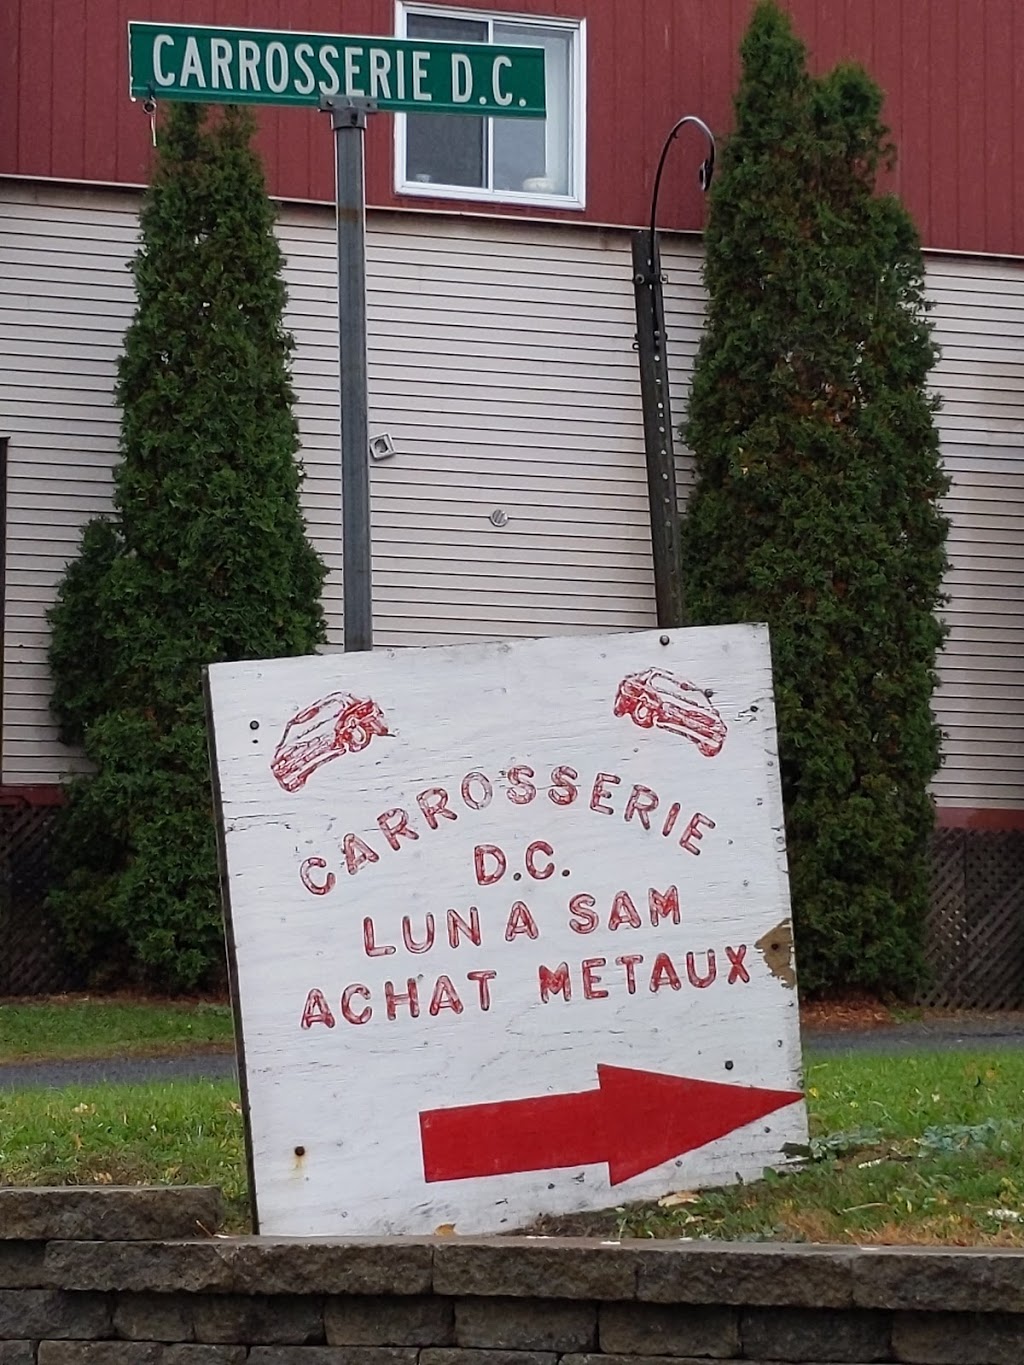 CARROSSERIE D.C.
CARROSSERIE
D.C.
LUN A SAM
ACHAT METAUX